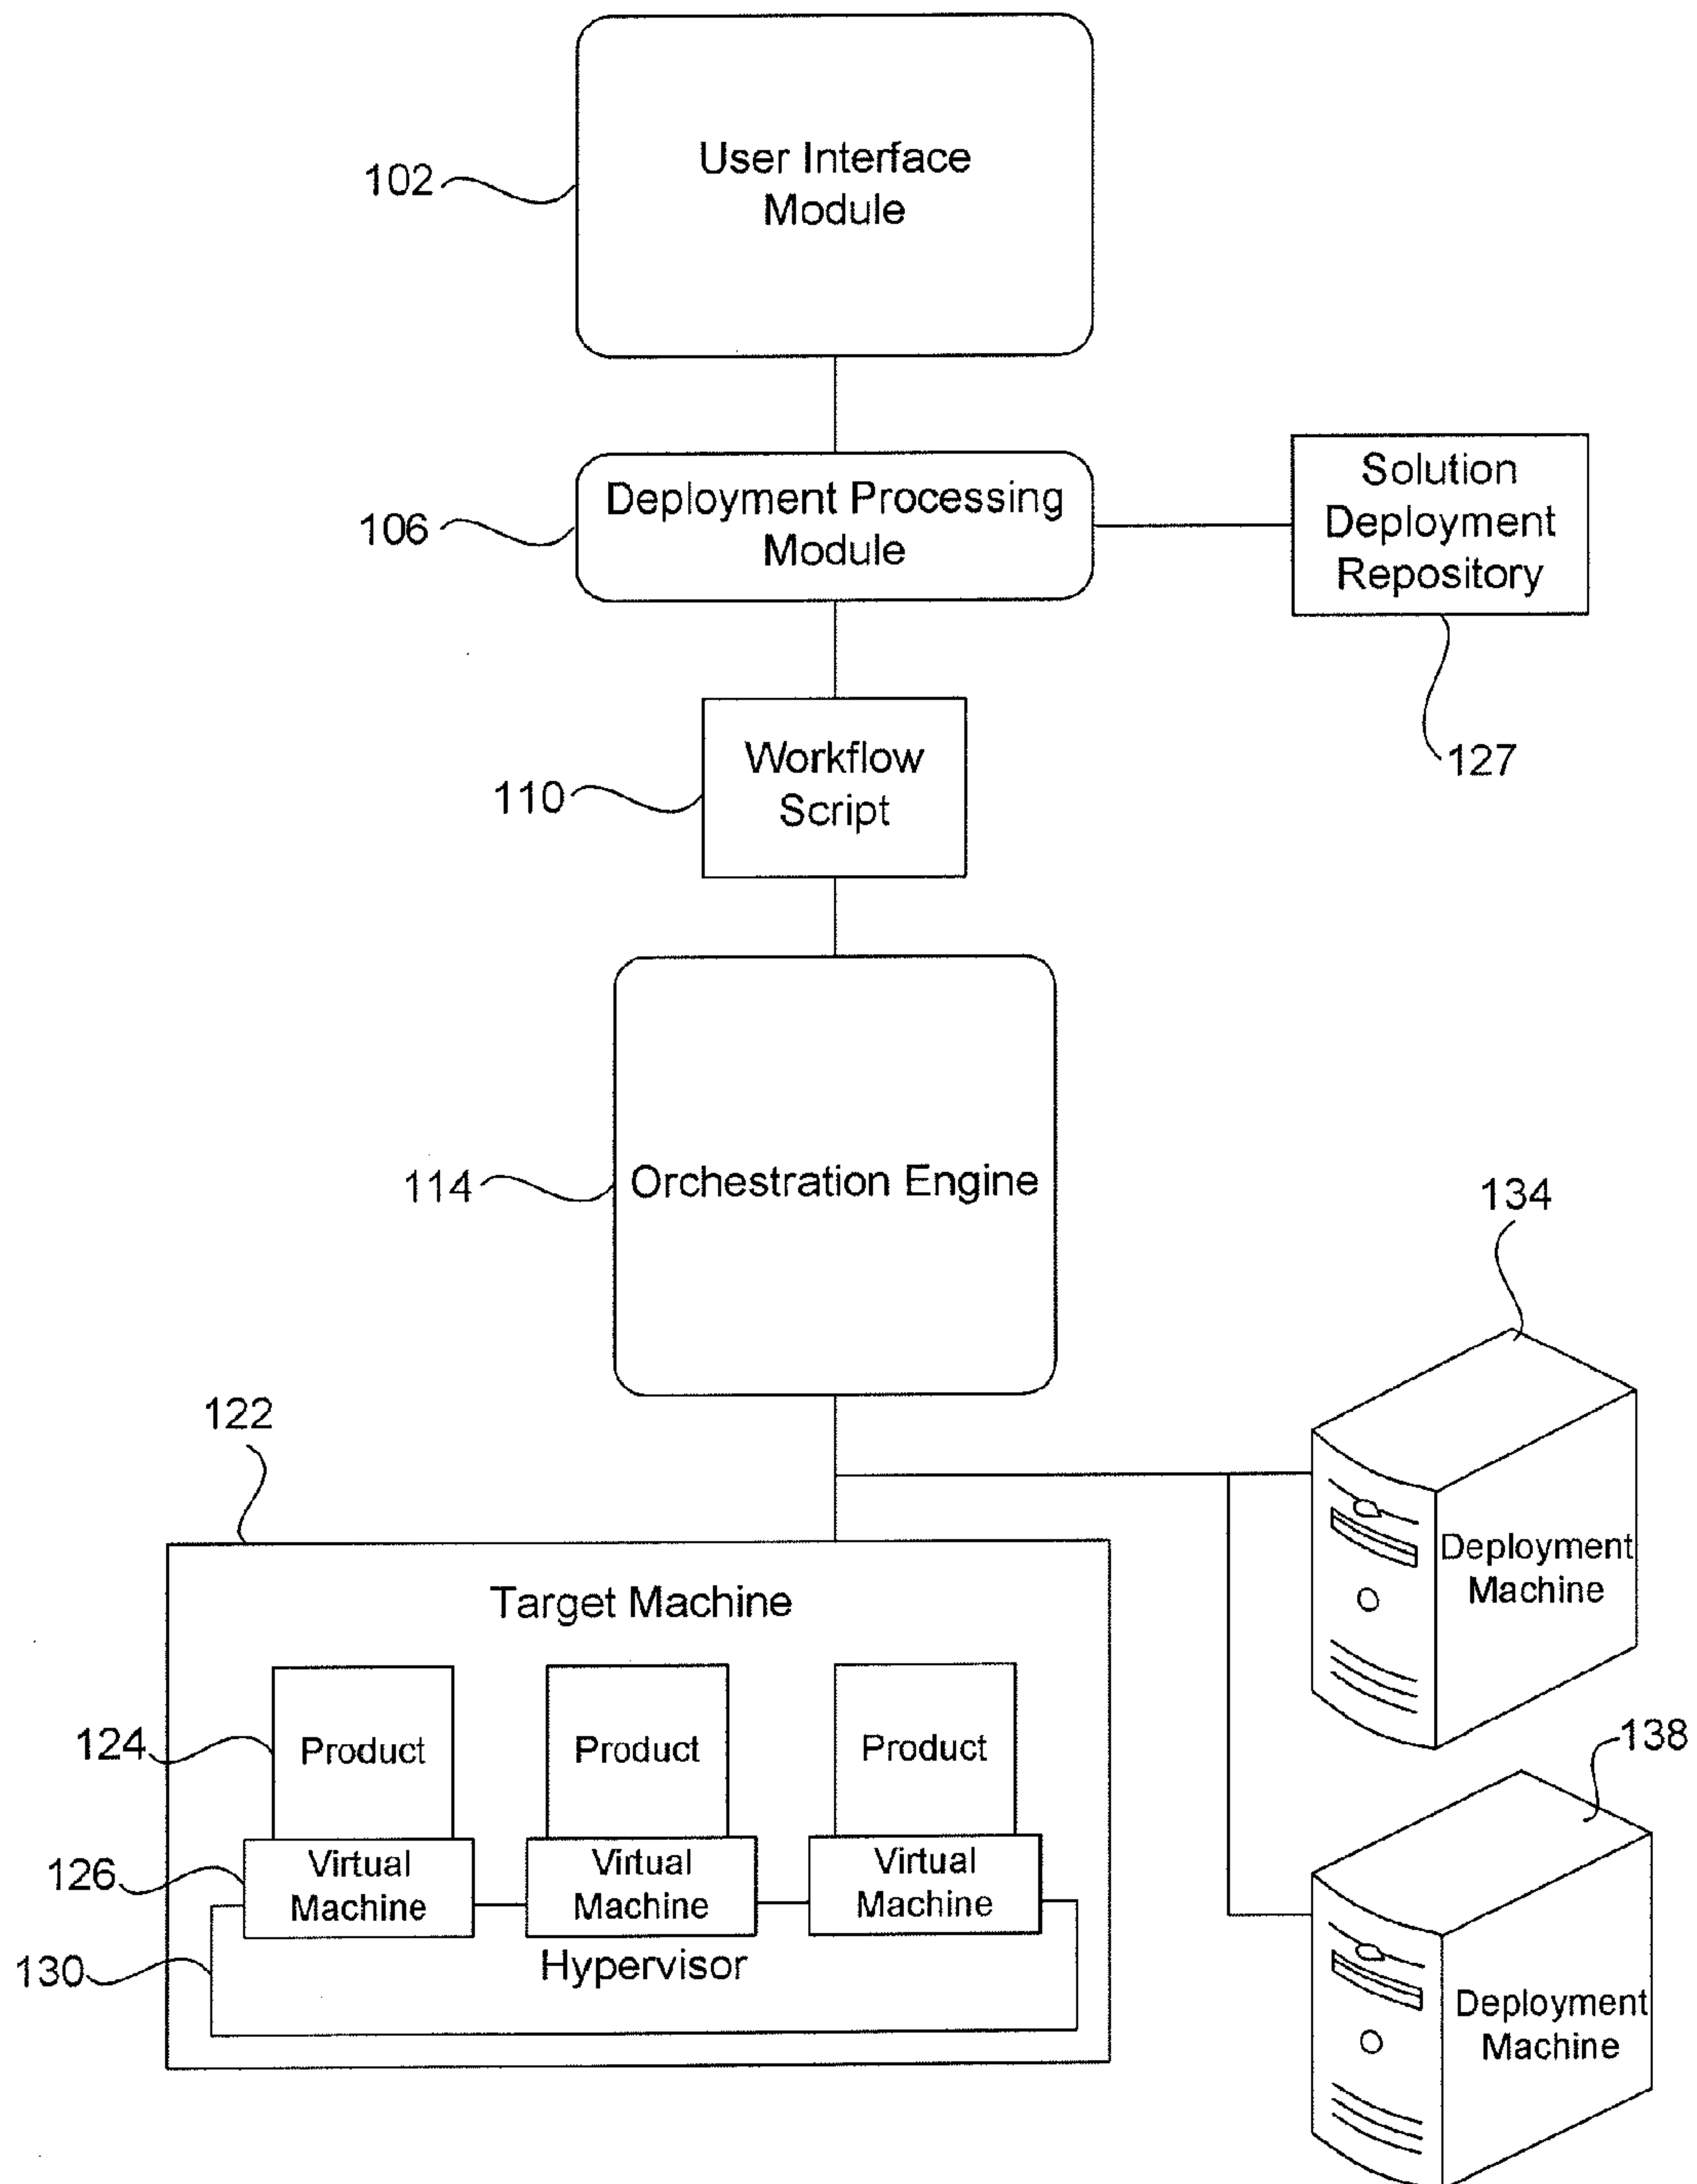 102
User Interface
Module
106
Deployment Processing
Module
Solution
Deployment
Repository
127
110
Workflow
Script
114
Orchestration Engine
134
122
Deployment
Machine
Target Machine
124
Product
Product
Product
138
126
Virtual
Machine
Virtual
Machine
Virtual
Machine
130
Hypervisor
Deployment
Machine